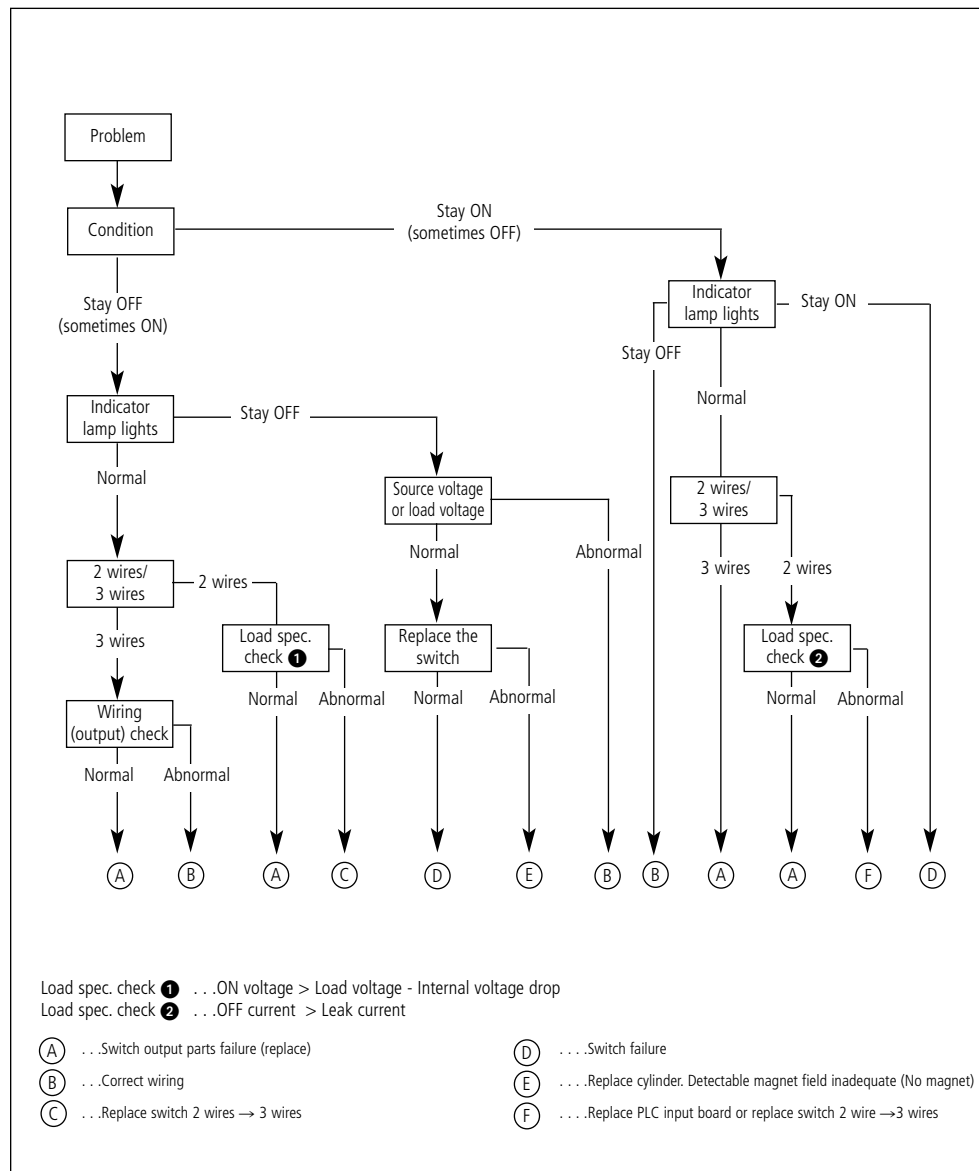 Problem
Condition
Stay ON
(sometimes OFF)
Stay OFF
(sometimes ON)
Indicator
lamp lights
Stay ON
Stay OFF
Normal
Indicator
lamp lights
Stay OFF
Normal
Source voltage
or load voltage
Normal
Abnormal
2 wires/
3 wires
3 wires
2 wires
2 wires/
3 wires
2 wires
3 wires
Load spec.
check ❶
Normal
Abnormal
Replace the
switch
Normal
Abnormal
Load spec.
check ❷
Normal
Abnormal
Wiring
(output) check
Normal
Abnormal
A
B
A
C
D
E
B
B
A
A
F
D
Load spec. check ❶ . . .ON voltage > Load voltage - Internal voltage drop
Load spec. check ❷ . . .OFF current > Leak current
A . . .Switch output parts failure (replace)
B . . .Correct wiring
C . . .Replace switch 2 wires → 3 wires
D . . . .Switch failure
E . . . .Replace cylinder. Detectable magnet field inadequate (No magnet)
F . . . .Replace PLC input board or replace switch 2 wire →3 wires